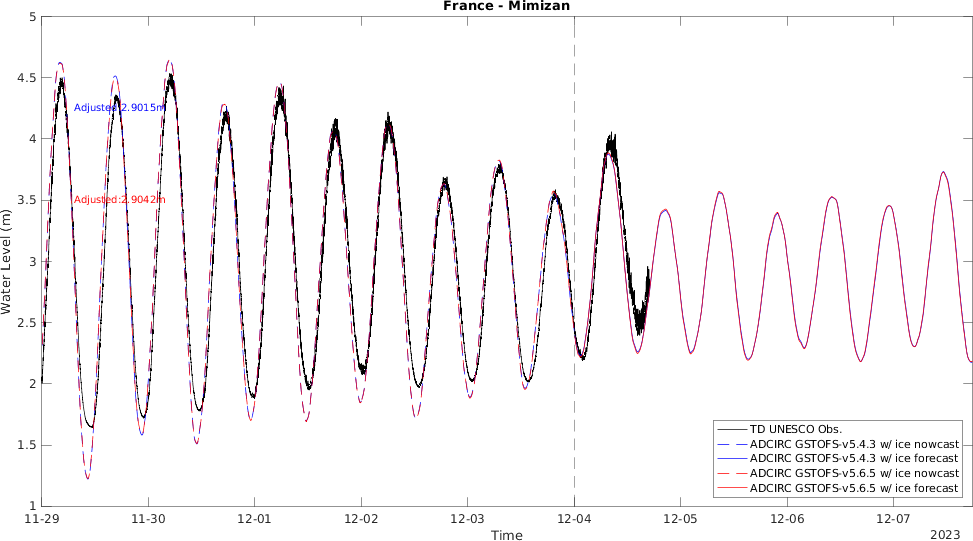 France - Mimizan
5
4.5
4
3.5
3
2.5
2
1.5
1
Water Level (m)
Adjusted:2.9015m
Adjusted:2.9042m
TD UNESCO Obs.
ADCIRC GSTOFS-v5.4.3 w/ ice nowcast
ADCIRC GSTOFS-v5.4.3 w/ ice forecast
ADCIRC GSTOFS-v5.6.5 w/ ice nowcast
ADCIRC GSTOFS-v5.6.5 w/ ice forecast
11-29 11-30 12-01 12-02 12-03 12-04 12-05 12-06 12-07
Time
2023